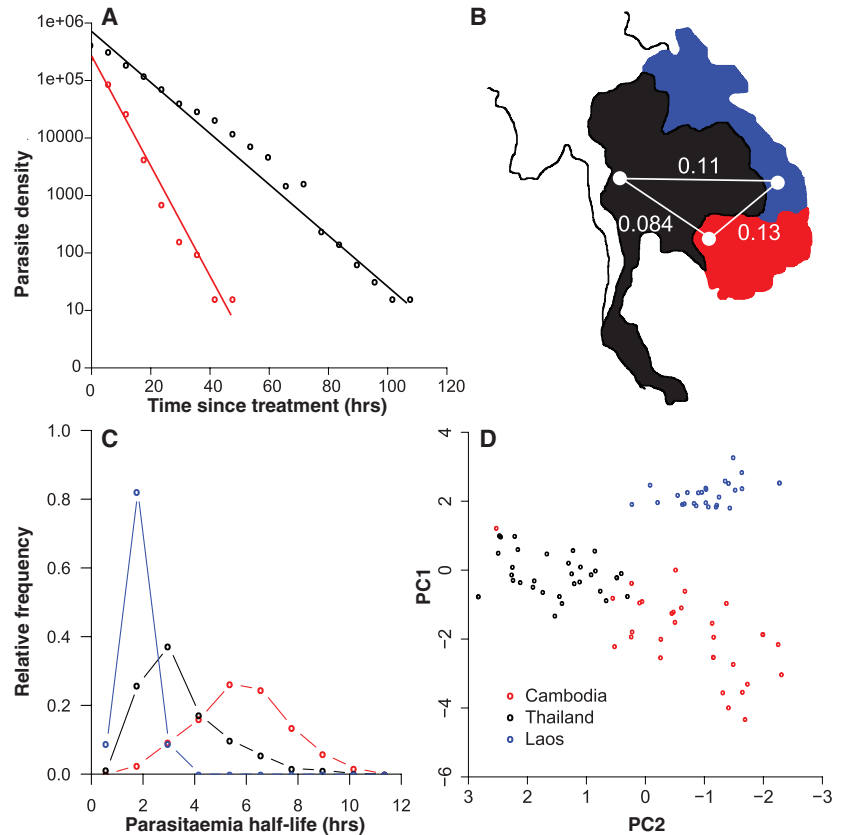 A
1e+06
1e+05
10000
1000
100
10
0
Parasite density
0 20 40 60 80 100 120
Time since treatment (hrs)
B
0.11
0.084
0.13
C
1.0
0.8
0.6
0.4
0.2
0.0
Relative frequency
0 2 4 6 8 10 12
Parasitaemia half-life (hrs)
D
4
2
0
−2
−4
−6
PC1
Cambodia
Thailand
Laos
3 2 1 0 −1 −2 −3
PC2